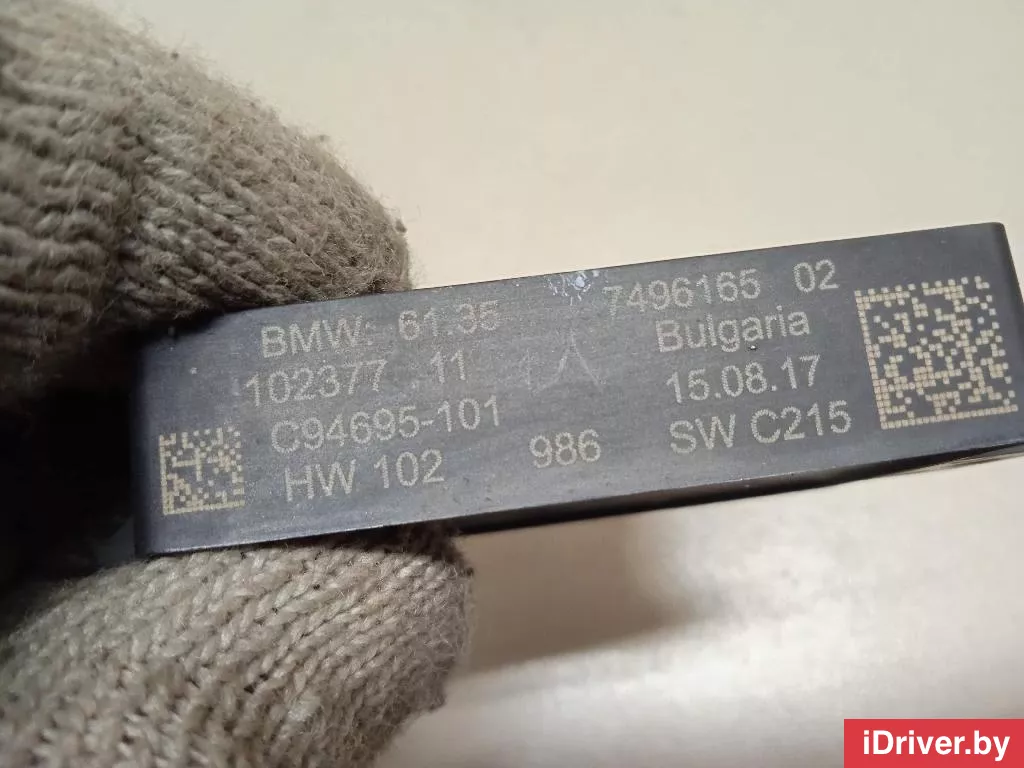 BMW: 61.35 7496165 02
102377 11 1A Bulgaria
C94695-101 15.08.17
HW 102 986 SW C215
iDriver.by